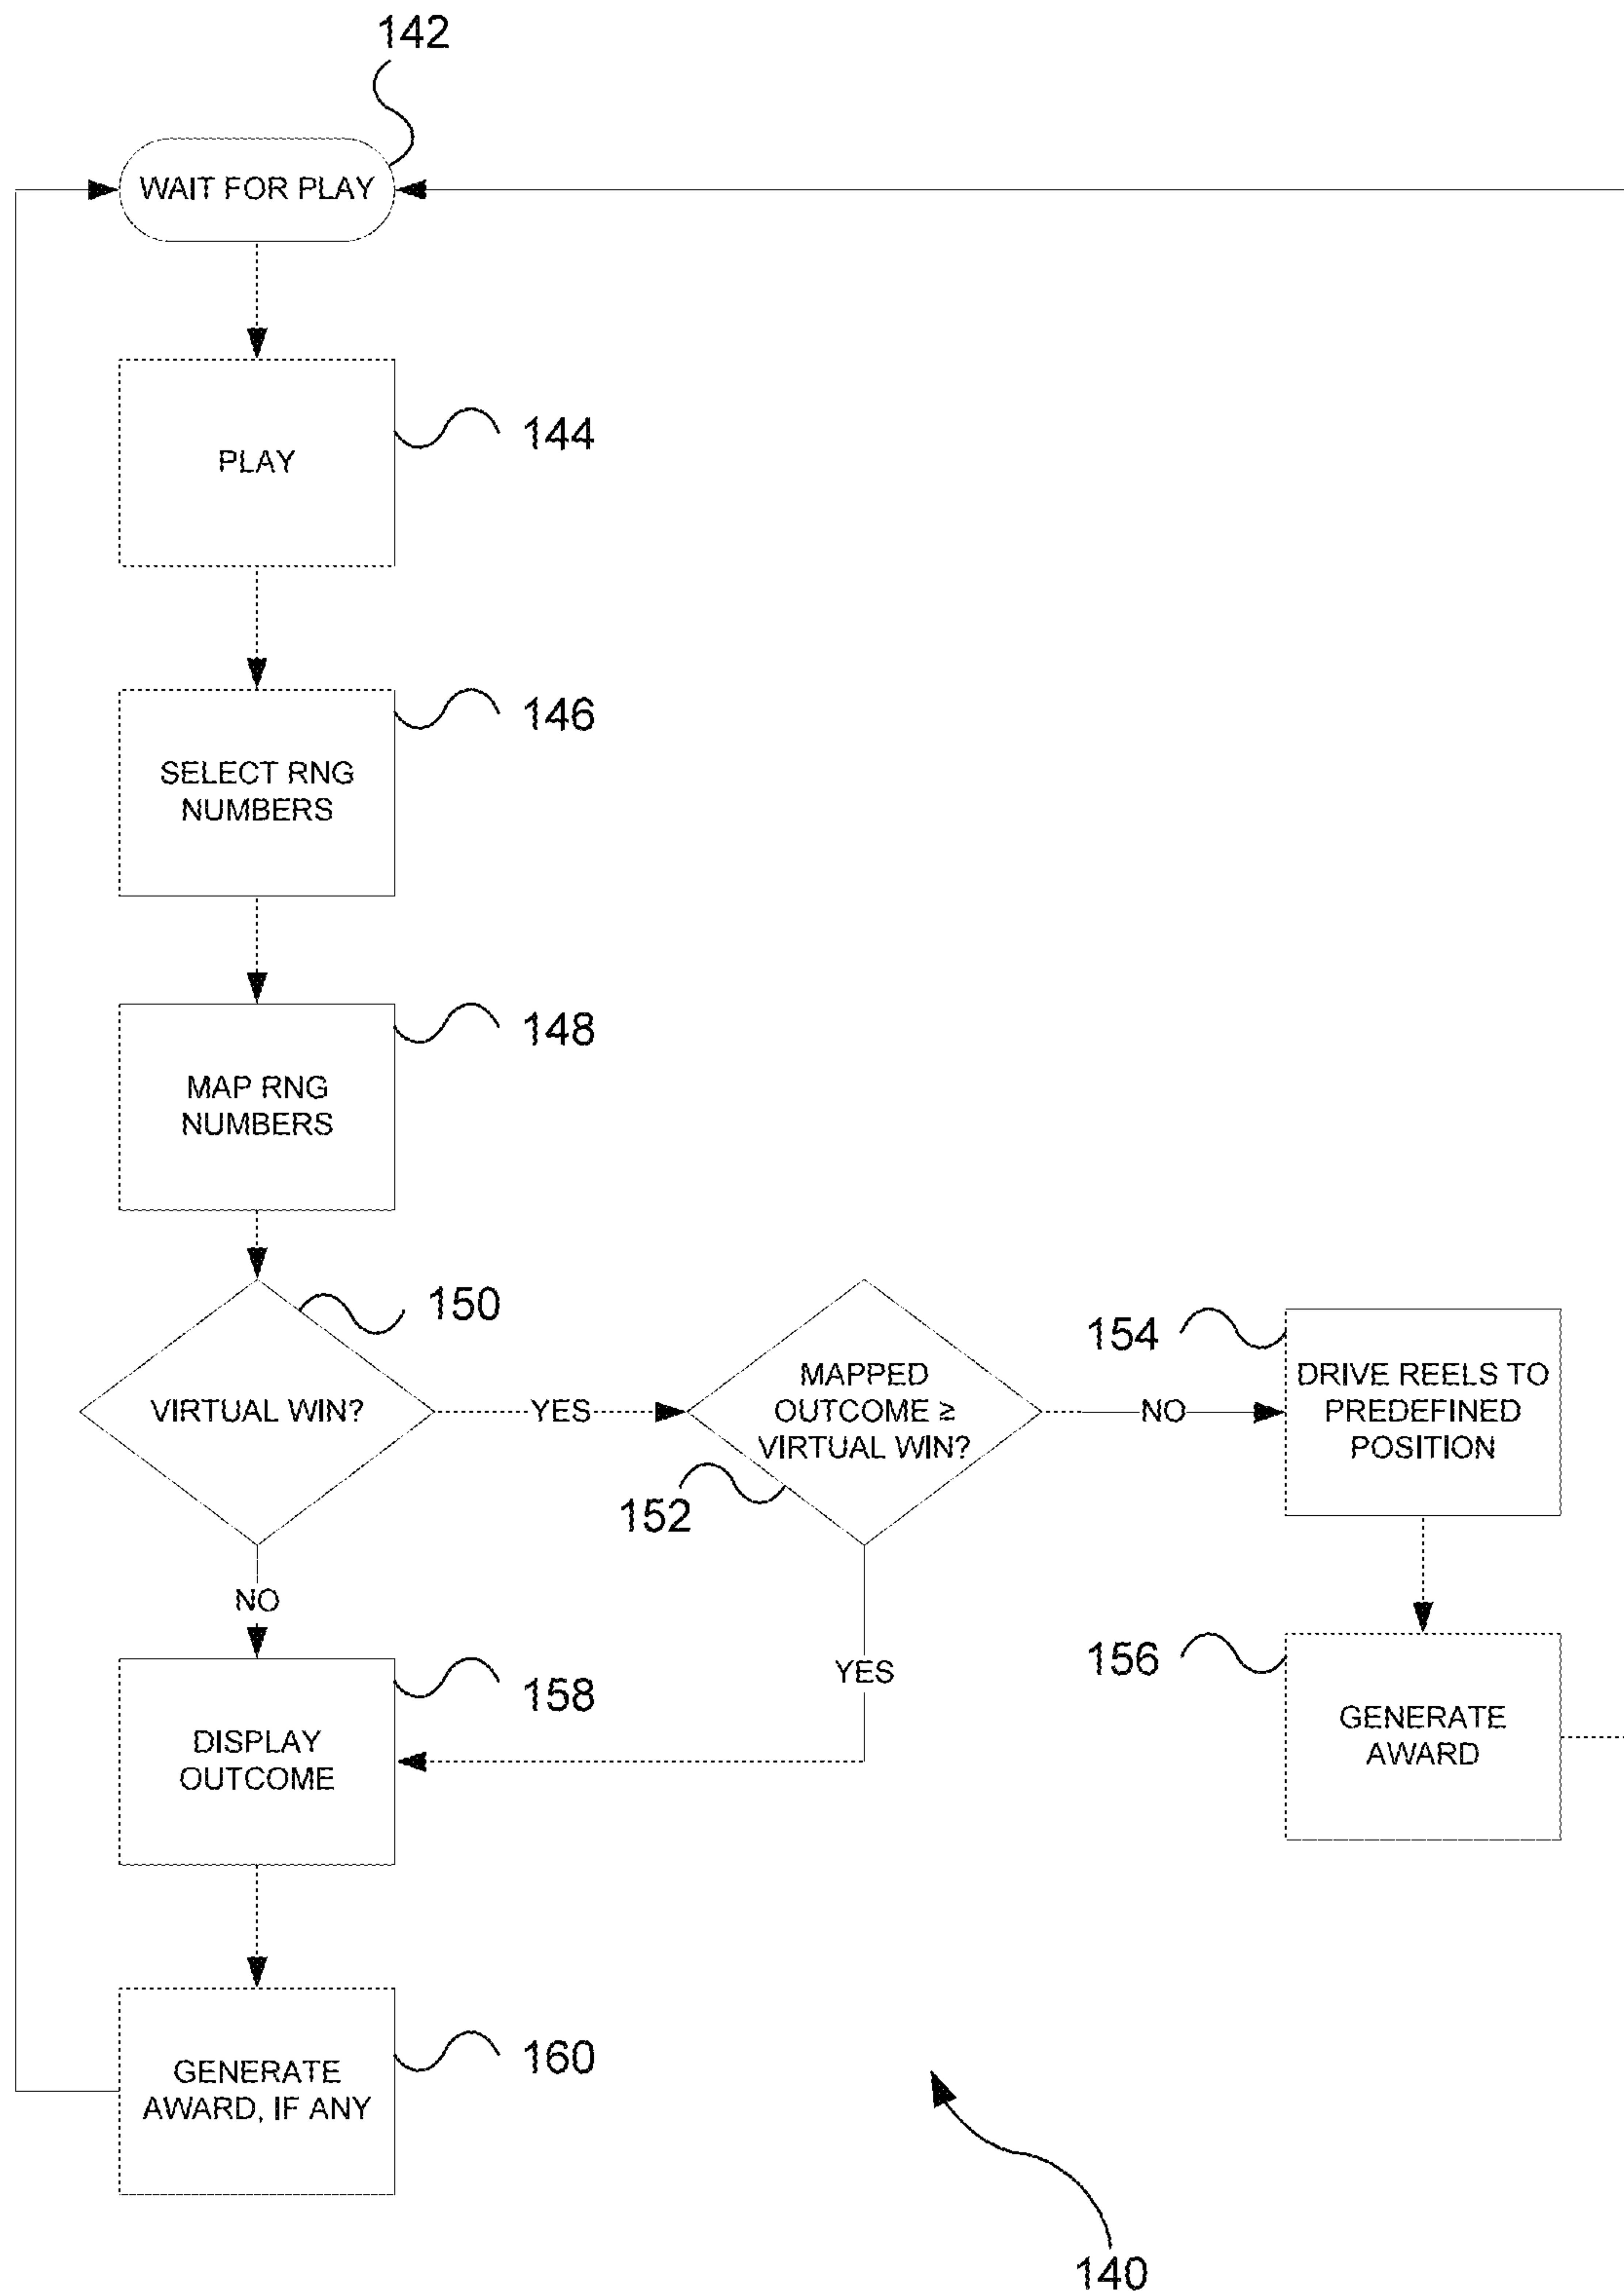 142
WAIT FOR PLAY
PLAY
144
SELECT RNG
NUMBERS
146
MAP RNG
NUMBERS
148
VIRTUAL WIN?
150
YES
MAPPED
OUTCOME ≥
VIRTUAL WIN?
152
NO
154
DRIVE REELS TO
PREDEFINED
POSITION
NO
YES
156
GENERATE
AWARD
158
DISPLAY
OUTCOME
160
GENERATE
AWARD, IF ANY
140